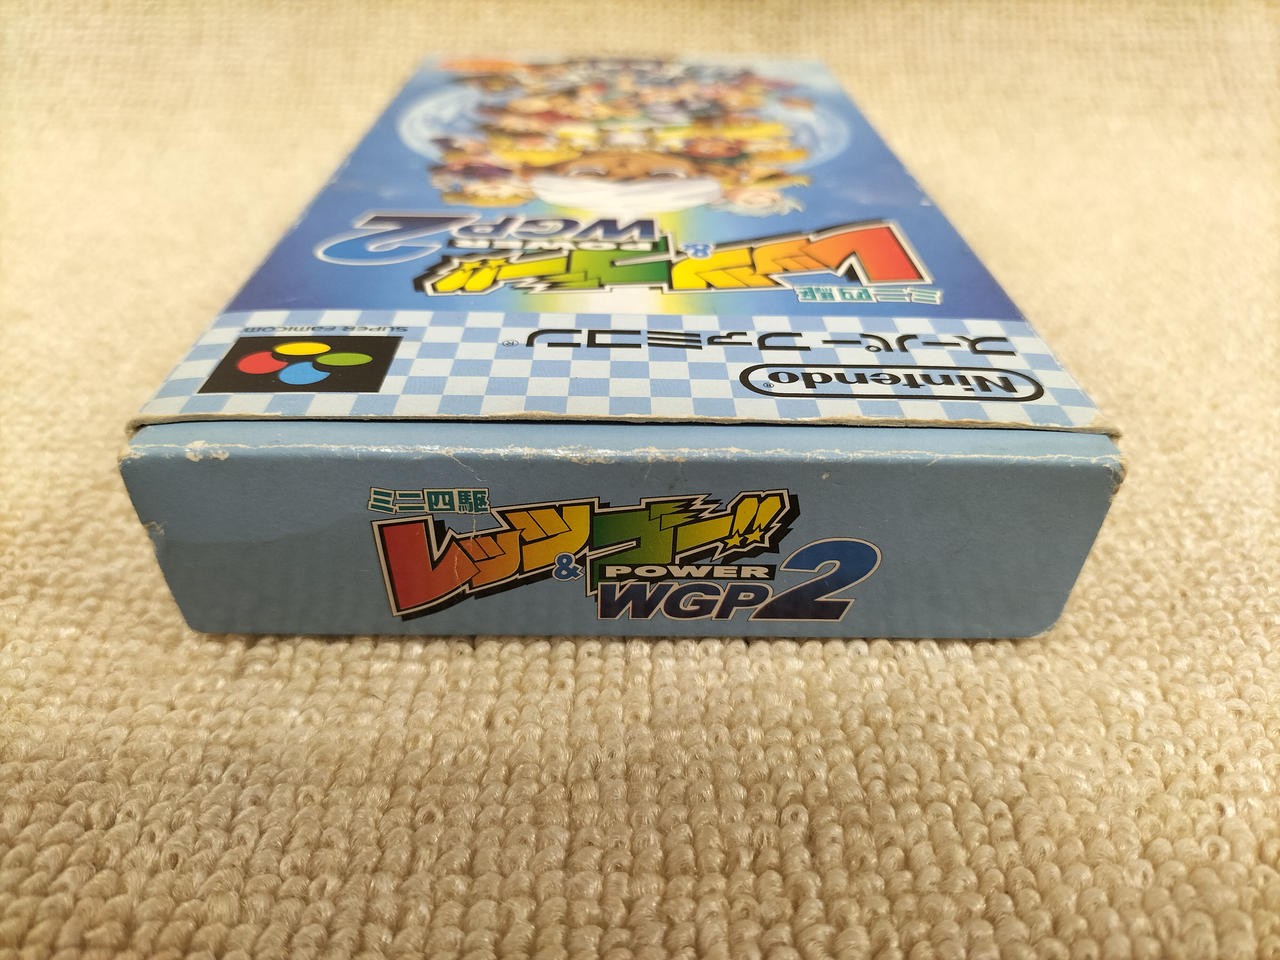 Nintendo®
スーパーファミコン®
SUPER Famicom
ミニ四駆
レッツ&ゴー!!
POWER
WGP2
ミニ四駆
レッツ&ゴー!!
POWER
WGP2